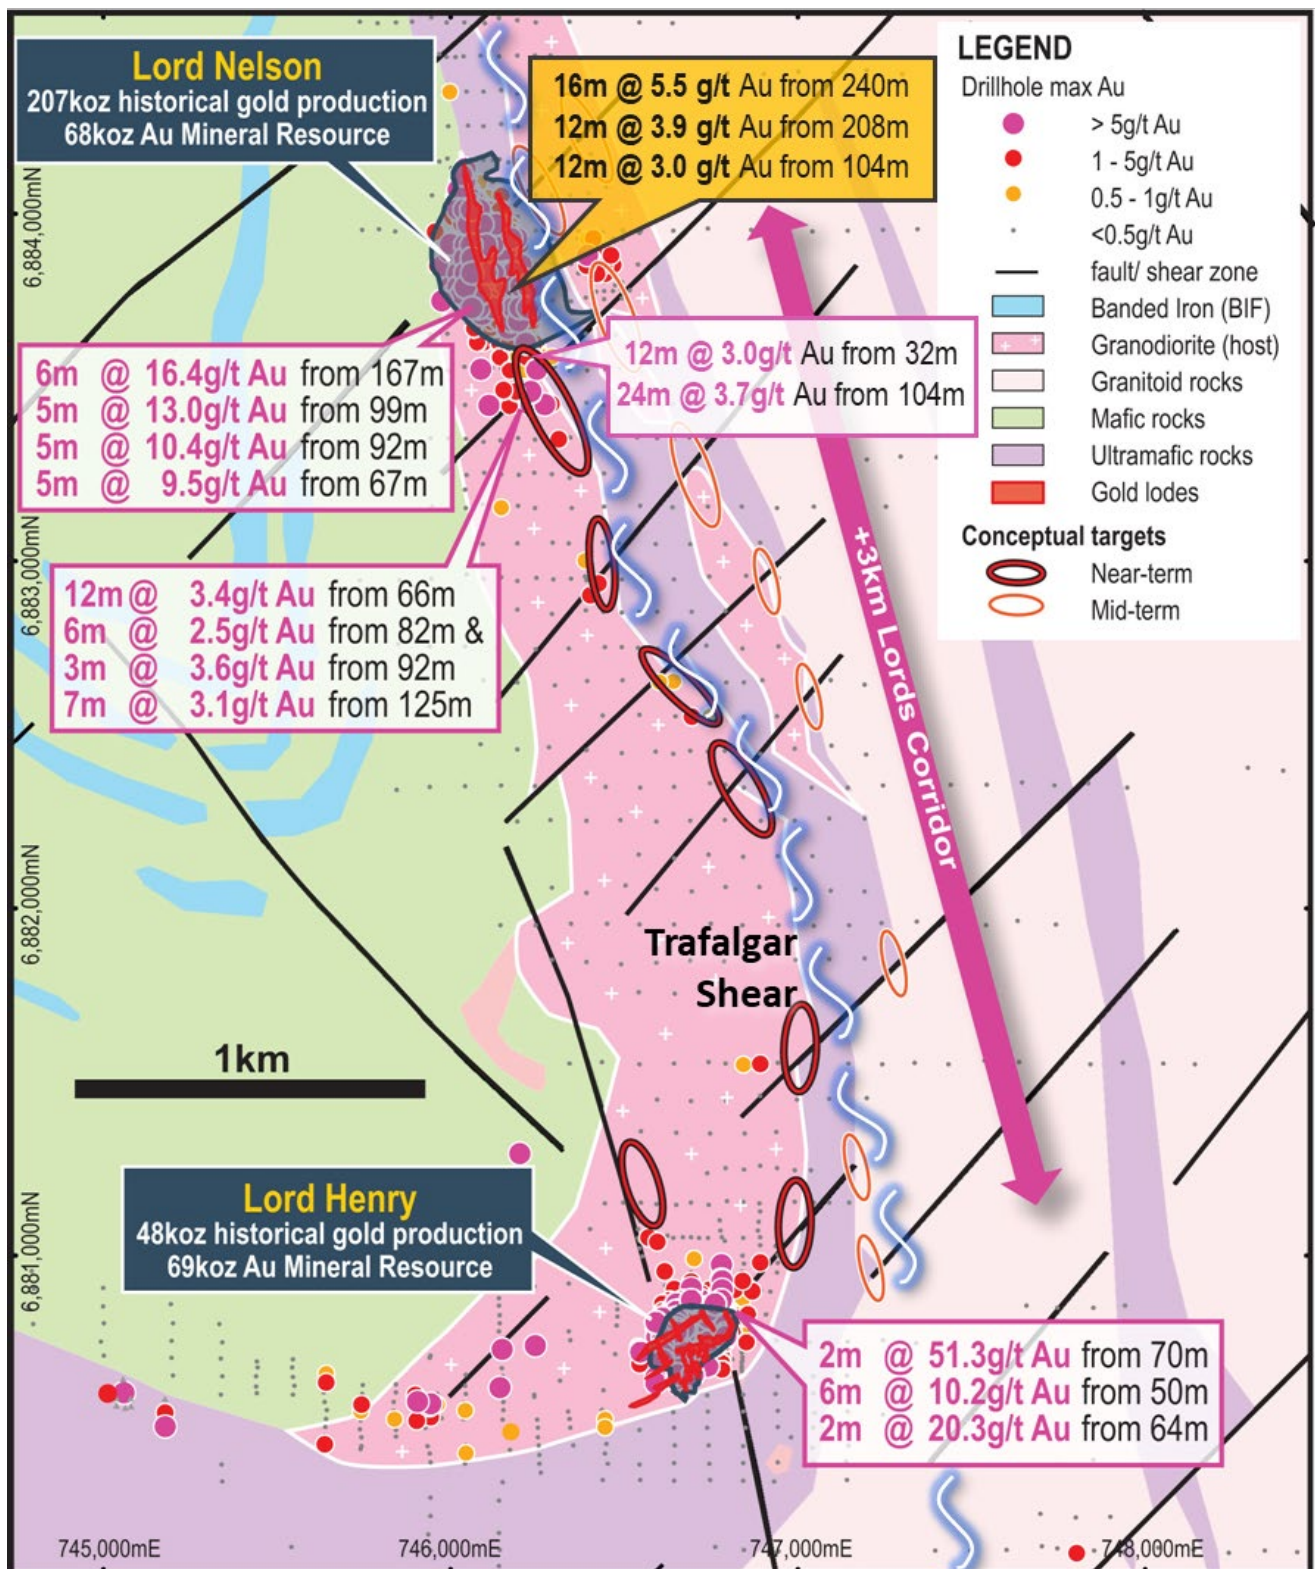 Lord Nelson
207koz historical gold production
68koz Au Mineral Resource
16m @ 5.5 g/t Au from 240m
12m @ 3.9 g/t Au from 208m
12m @ 3.0 g/t Au from 104m
LEGEND
Drillhole max Au
> 5g/t Au
1 - 5g/t Au
0.5 - 1g/t Au
<0.5g/t Au
fault/ shear zone
Banded Iron (BIF)
Granodiorite (host)
Granitoid rocks
Mafic rocks
Ultramafic rocks
Gold lodes
Conceptual targets
Near-term
Mid-term
6,884,000mN
12m @ 3.0g/t Au from 32m
24m @ 3.7g/t Au from 104m
6m @ 16.4g/t Au from 167m
5m @ 13.0g/t Au from 99m
5m @ 10.4g/t Au from 92m
5m @ 9.5g/t Au from 67m
6,883,000mN
12m @ 3.4g/t Au from 66m
6m @ 2.5g/t Au from 82m &
3m @ 3.6g/t Au from 92m
7m @ 3.1g/t Au from 125m
+3km Lords Corridor
6,882,000mN
Trafalgar
Shear
1km
Lord Henry
48koz historical gold production
69koz Au Mineral Resource
6,881,000mN
2m @ 51.3g/t Au from 70m
6m @ 10.2g/t Au from 50m
2m @ 20.3g/t Au from 64m
745,000mE
746,000mE
747,000mE
748,000mE